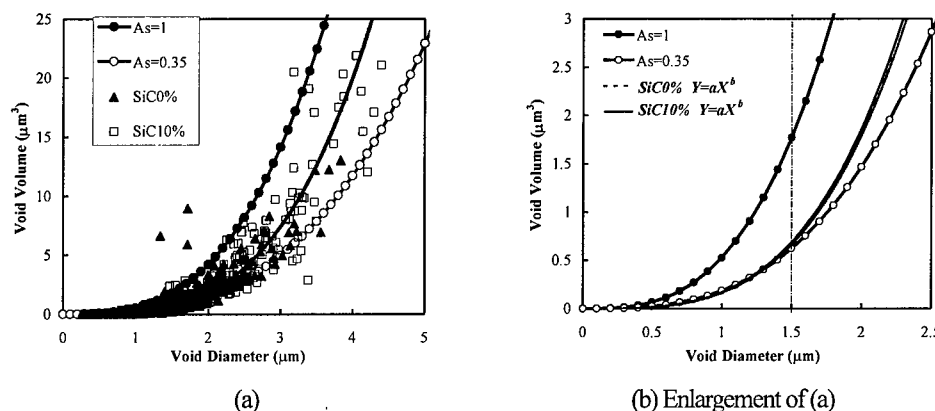 (a)
25
20
15
10
5
0
Void Volume (μm³)
As=1
As=0.35
SiC0%
SiC10%
0 1 2 3 4 5
Void Diameter (μm)
(a)
(b)
3
2.5
2
1.5
1
0.5
0
Void Volume (μm³)
As=1
As=0.35
SiC0% Y=aX^b
SiC10% Y=aX^b
0 0.5 1 1.5 2 2.5
Void Diameter (μm)
(b) Enlargement of (a)